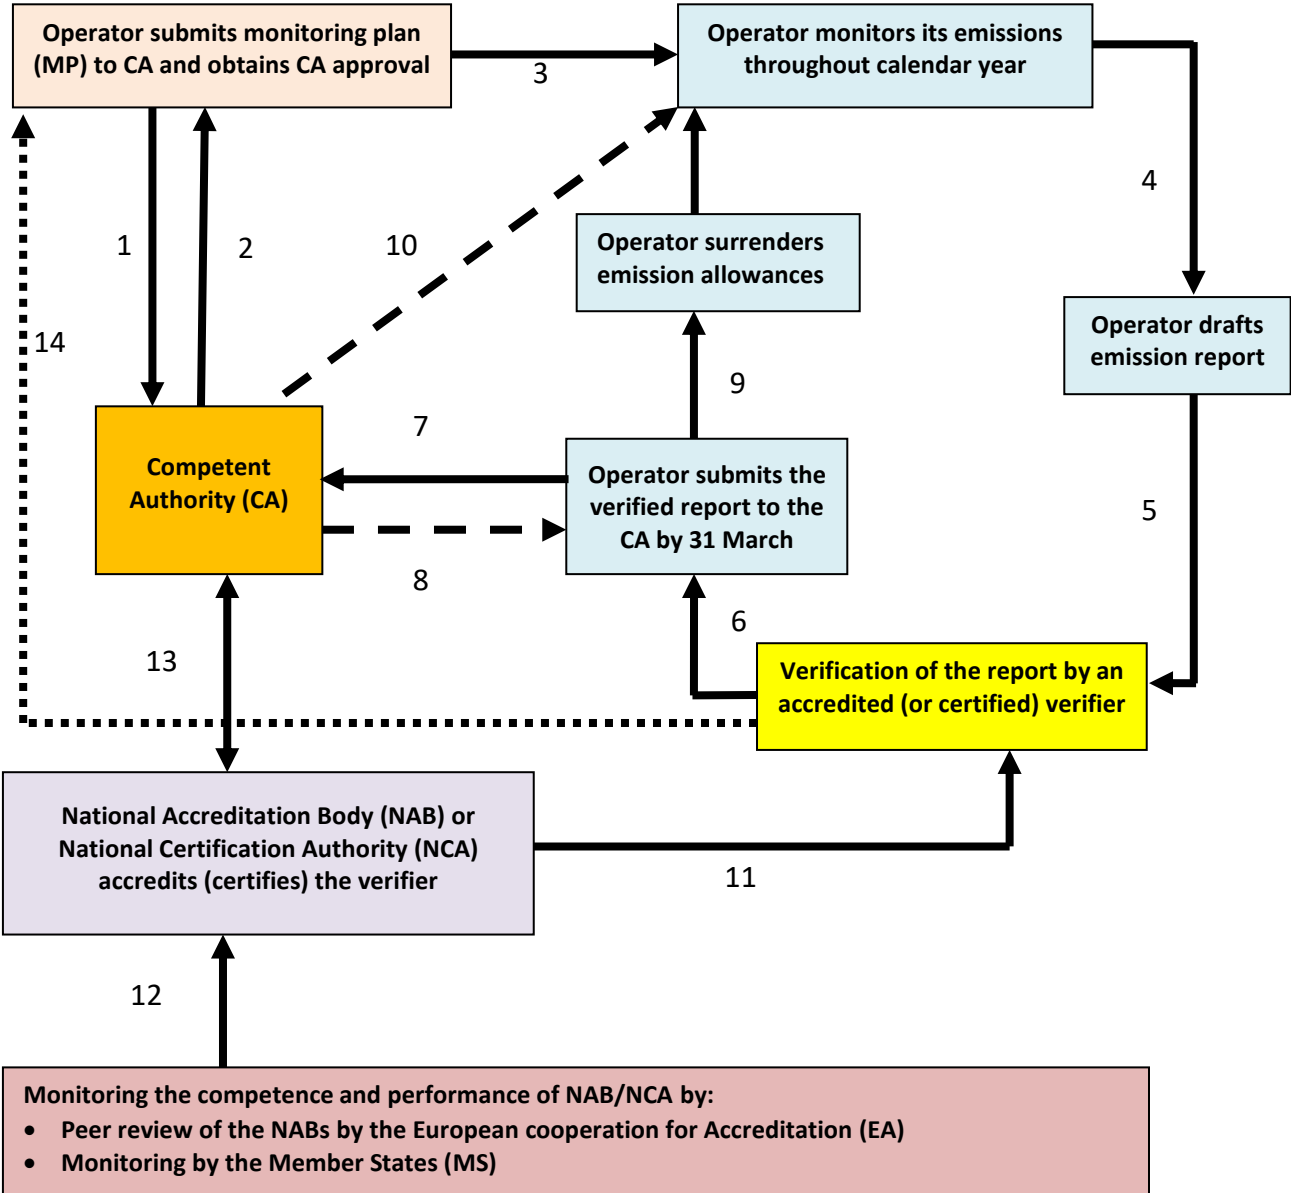 Operator submits monitoring plan
(MP) to CA and obtains CA approval
3
Operator monitors its emissions
throughout calendar year
4
1
2
10
Operator surrenders
emission allowances
14
Operator drafts
emission report
9
7
Competent
Authority (CA)
Operator submits the
verified report to the
CA by 31 March
5
8
6
13
Verification of the report by an
accredited (or certified) verifier
National Accreditation Body (NAB) or
National Certification Authority (NCA)
accredits (certifies) the verifier
11
12
Monitoring the competence and performance of NAB/NCA by:
• Peer review of the NABs by the European cooperation for Accreditation (EA)
• Monitoring by the Member States (MS)